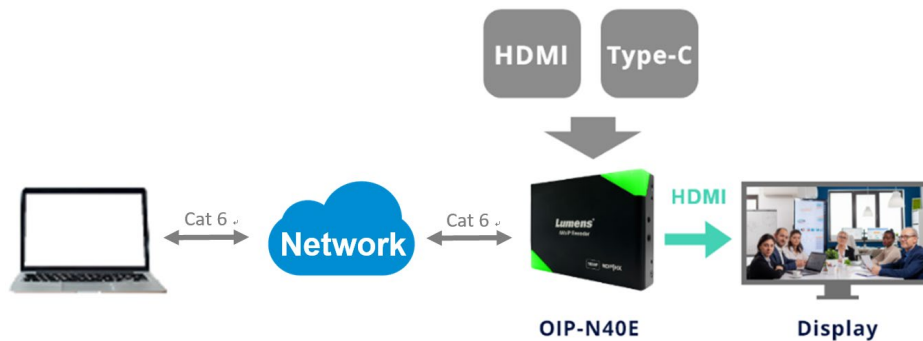 HDMI
Type-C
Cat 6
Network
Cat 6
Lumens
HDMI
OIP-N40E
Display